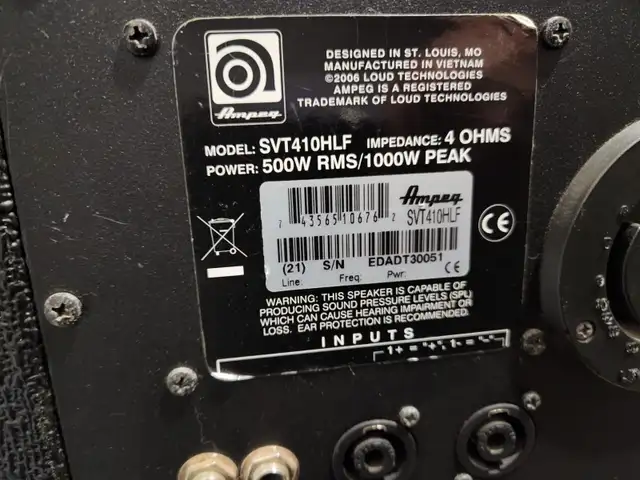 DESIGNED IN ST. LOUIS, MO
MANUFACTURED IN VIETNAM
©2006 LOUD TECHNOLOGIES
AMPEG IS A REGISTERED
TRADEMARK OF LOUD TECHNOLOGIES
Ampeg
MODEL: SVT410HLF IMPEDANCE: 4 OHMS
POWER: 500W RMS/1000W PEAK
Ampeg
7 43565 10676 2 SVT410HLF
CE
(21) S/N EDADT30051
Line: Freq: Pwr: CE
WARNING: THIS SPEAKER IS CAPABLE OF
PRODUCING SOUND PRESSURE LEVELS (SPL)
WHICH CAN CAUSE HEARING IMPAIRMENT OR
LOSS. EAR PROTECTION IS RECOMMENDED.
INPUTS
1+ = "+", 1- = "-"